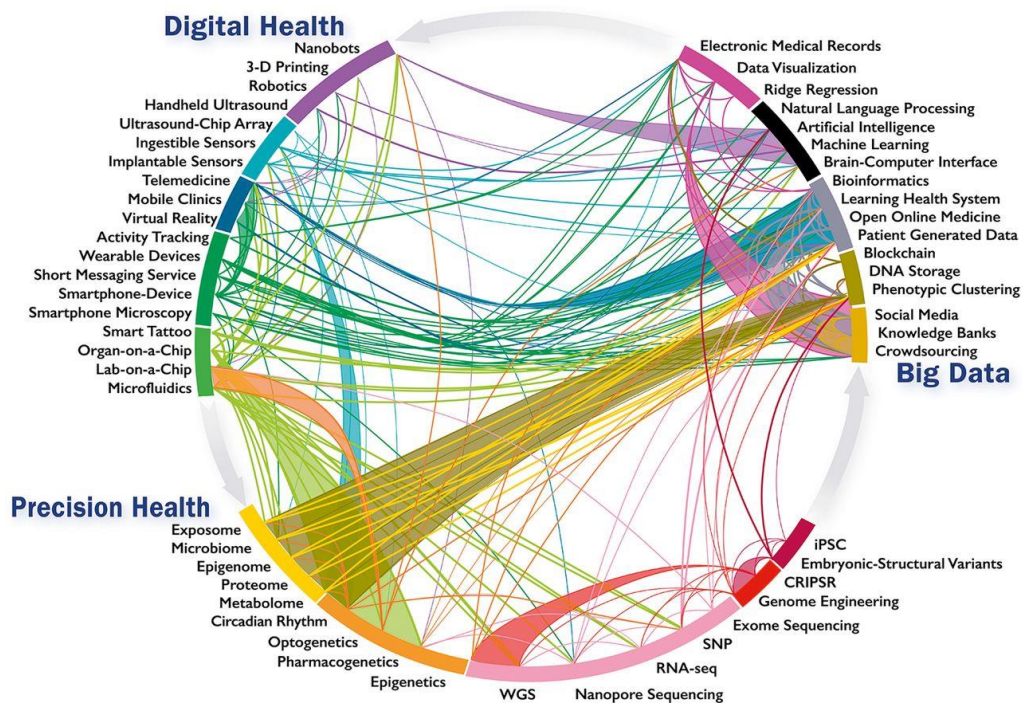 Digital Health
Nanobots
3-D Printing
Robotics
Handheld Ultrasound
Ultrasound-Chip Array
Ingestible Sensors
Implantable Sensors
Telemedicine
Mobile Clinics
Virtual Reality
Activity Tracking
Wearable Devices
Short Messaging Service
Smartphone-Device
Smartphone Microscopy
Smart Tattoo
Organ-on-a-Chip
Lab-on-a-Chip
Microfluidics
Electronic Medical Records
Data Visualization
Ridge Regression
Natural Language Processing
Artificial Intelligence
Machine Learning
Brain-Computer Interface
Bioinformatics
Learning Health System
Open Online Medicine
Patient Generated Data
Blockchain
DNA Storage
Phenotypic Clustering
Social Media
Knowledge Banks
Crowdsourcing
Big Data
Precision Health
Exposome
Microbiome
Epigenome
Proteome
Metabolome
Circadian Rhythm
Optogenetics
Pharmacogenetics
Epigenetics
WGS
Nanopore Sequencing
RNA-seq
SNP
Exome Sequencing
Genome Engineering
CRIPSR
Embryonic-Structural Variants
iPSC